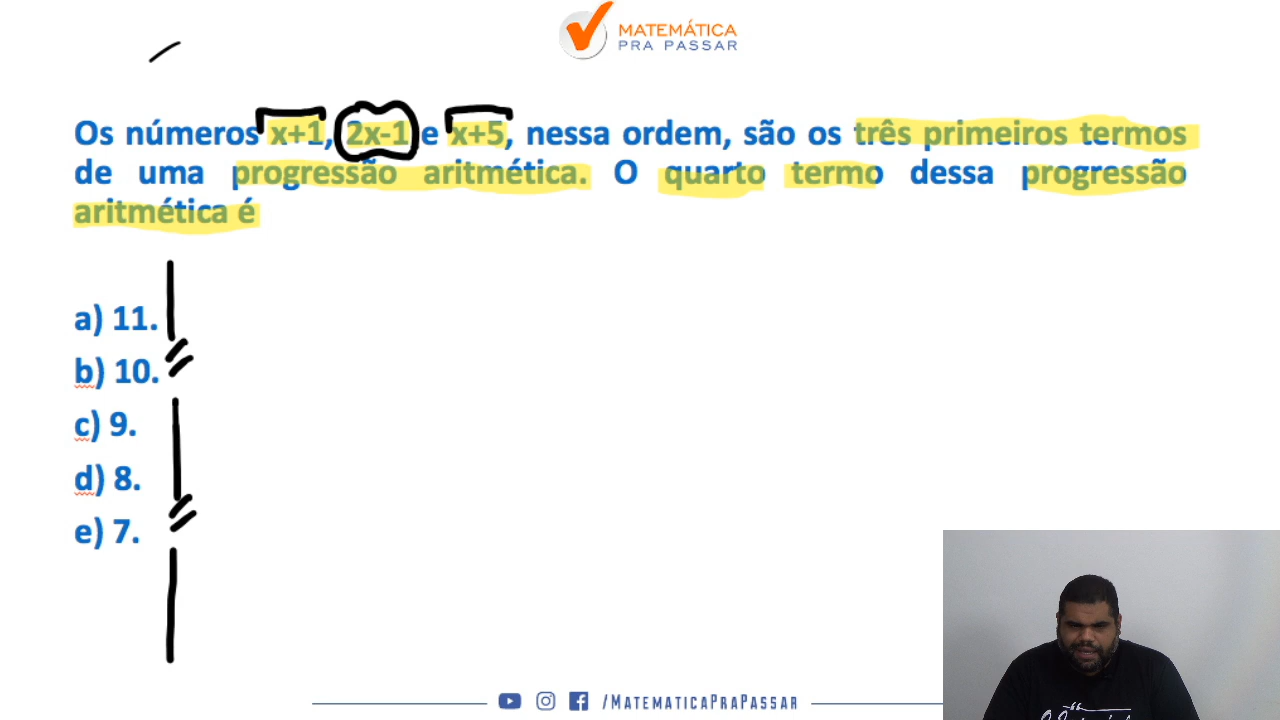 MATEMÁTICA
PRA PASSAR
Os números x+1, 2x-1 e x+5, nessa ordem, são os três primeiros termos
de uma progressão aritmética. O quarto termo dessa progressão
aritmética é
a) 11.
b) 10.
c) 9.
d) 8.
e) 7.
/MATEMATICAPRAPASSAR